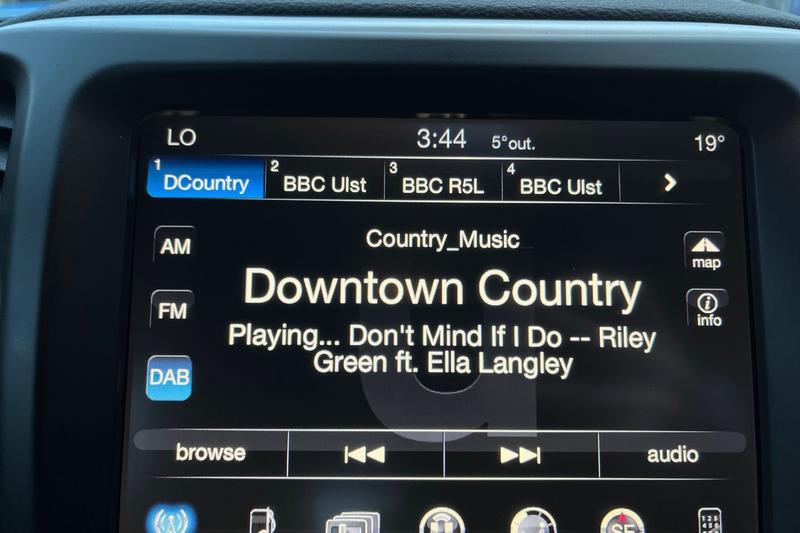 LO 3:44 5°out. 19°
1 DCountry 2 BBC Ulst 3 BBC R5L 4 BBC Ulst
Country_Music
AM
map
Downtown Country
FM
info
Playing... Don't Mind If I Do -- Riley
Green ft. Ella Langley
DAB
browse audio
SE